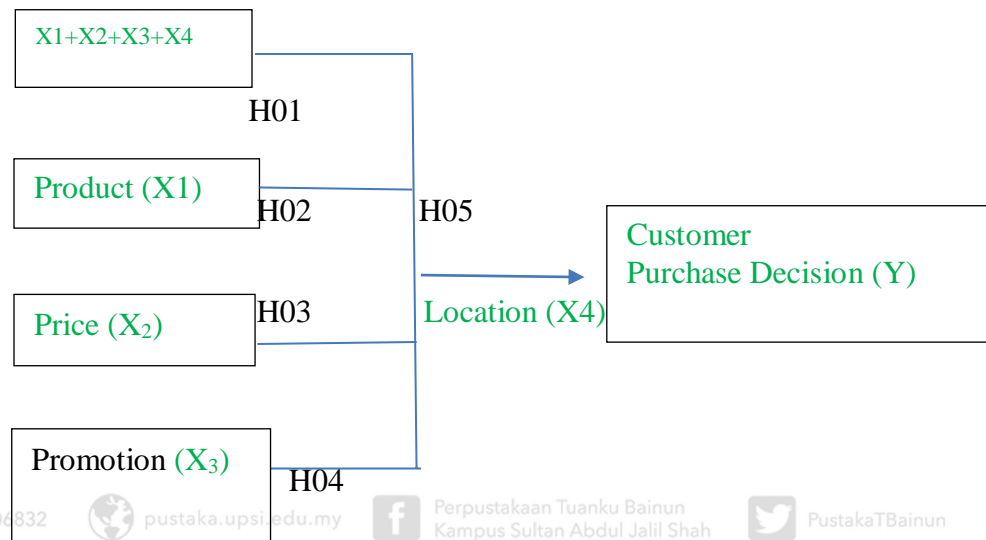 X1+X2+X3+X4
H01
Product (X1)
H02
H05
Customer
Purchase Decision (Y)
Price (X₂)
H03
Location (X4)
Promotion (X₃)
H04
06832
pustaka.upsi.edu.my
Perpustakaan Tuanku Bainun
Kampus Sultan Abdul Jalil Shah
PustakaTBainun